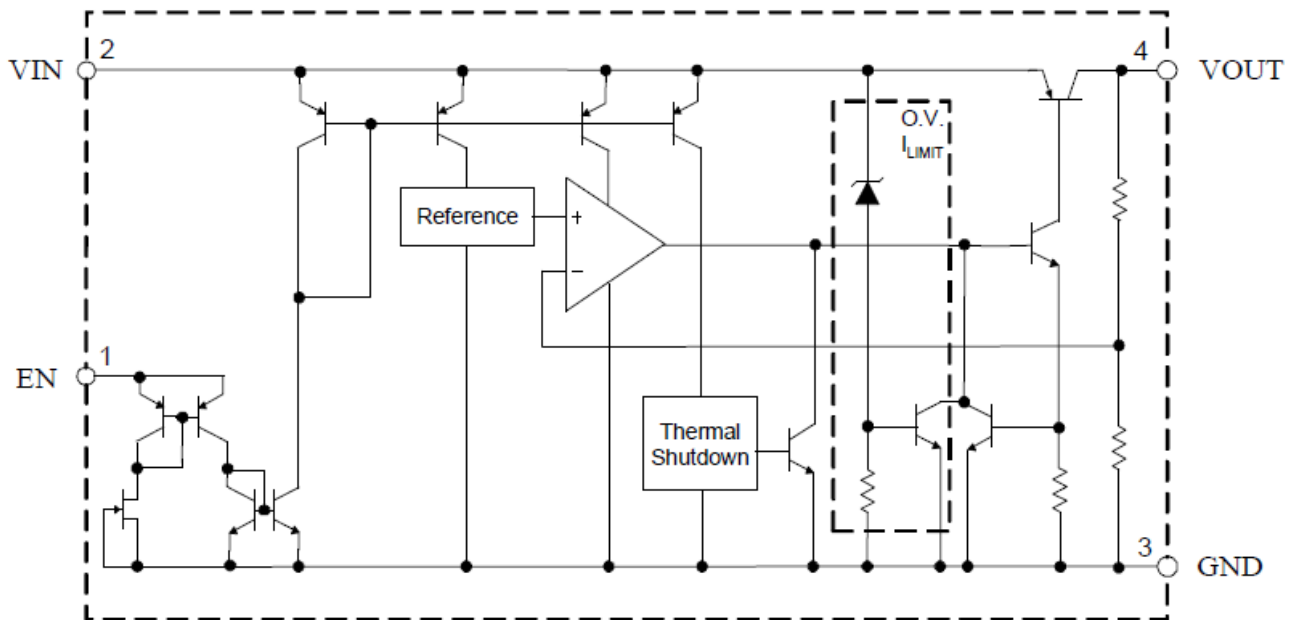 VIN
2
4
VOUT
O.V.
ILIMIT
Reference
+
−
1
EN
Thermal
Shutdown
3
GND